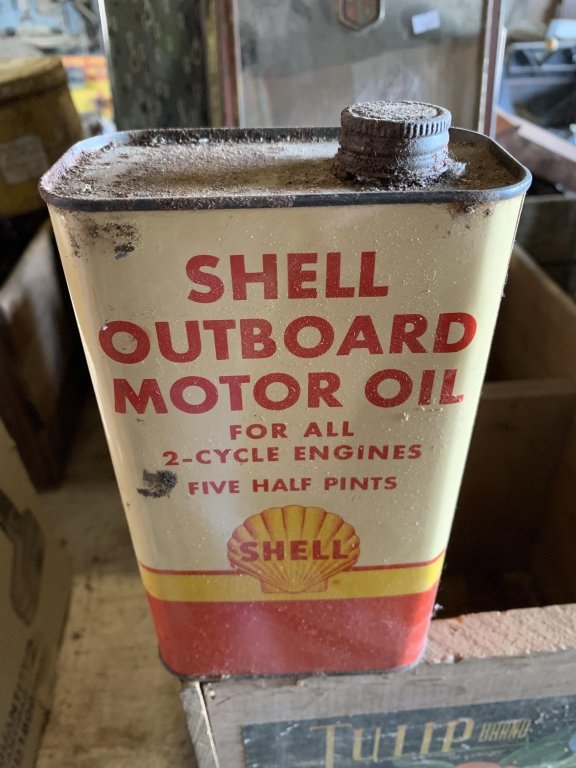 SHELL
OUTBOARD
MOTOR OIL
FOR ALL
2-CYCLE ENGINES
FIVE HALF PINTS
SHELL
TULIP BRAND